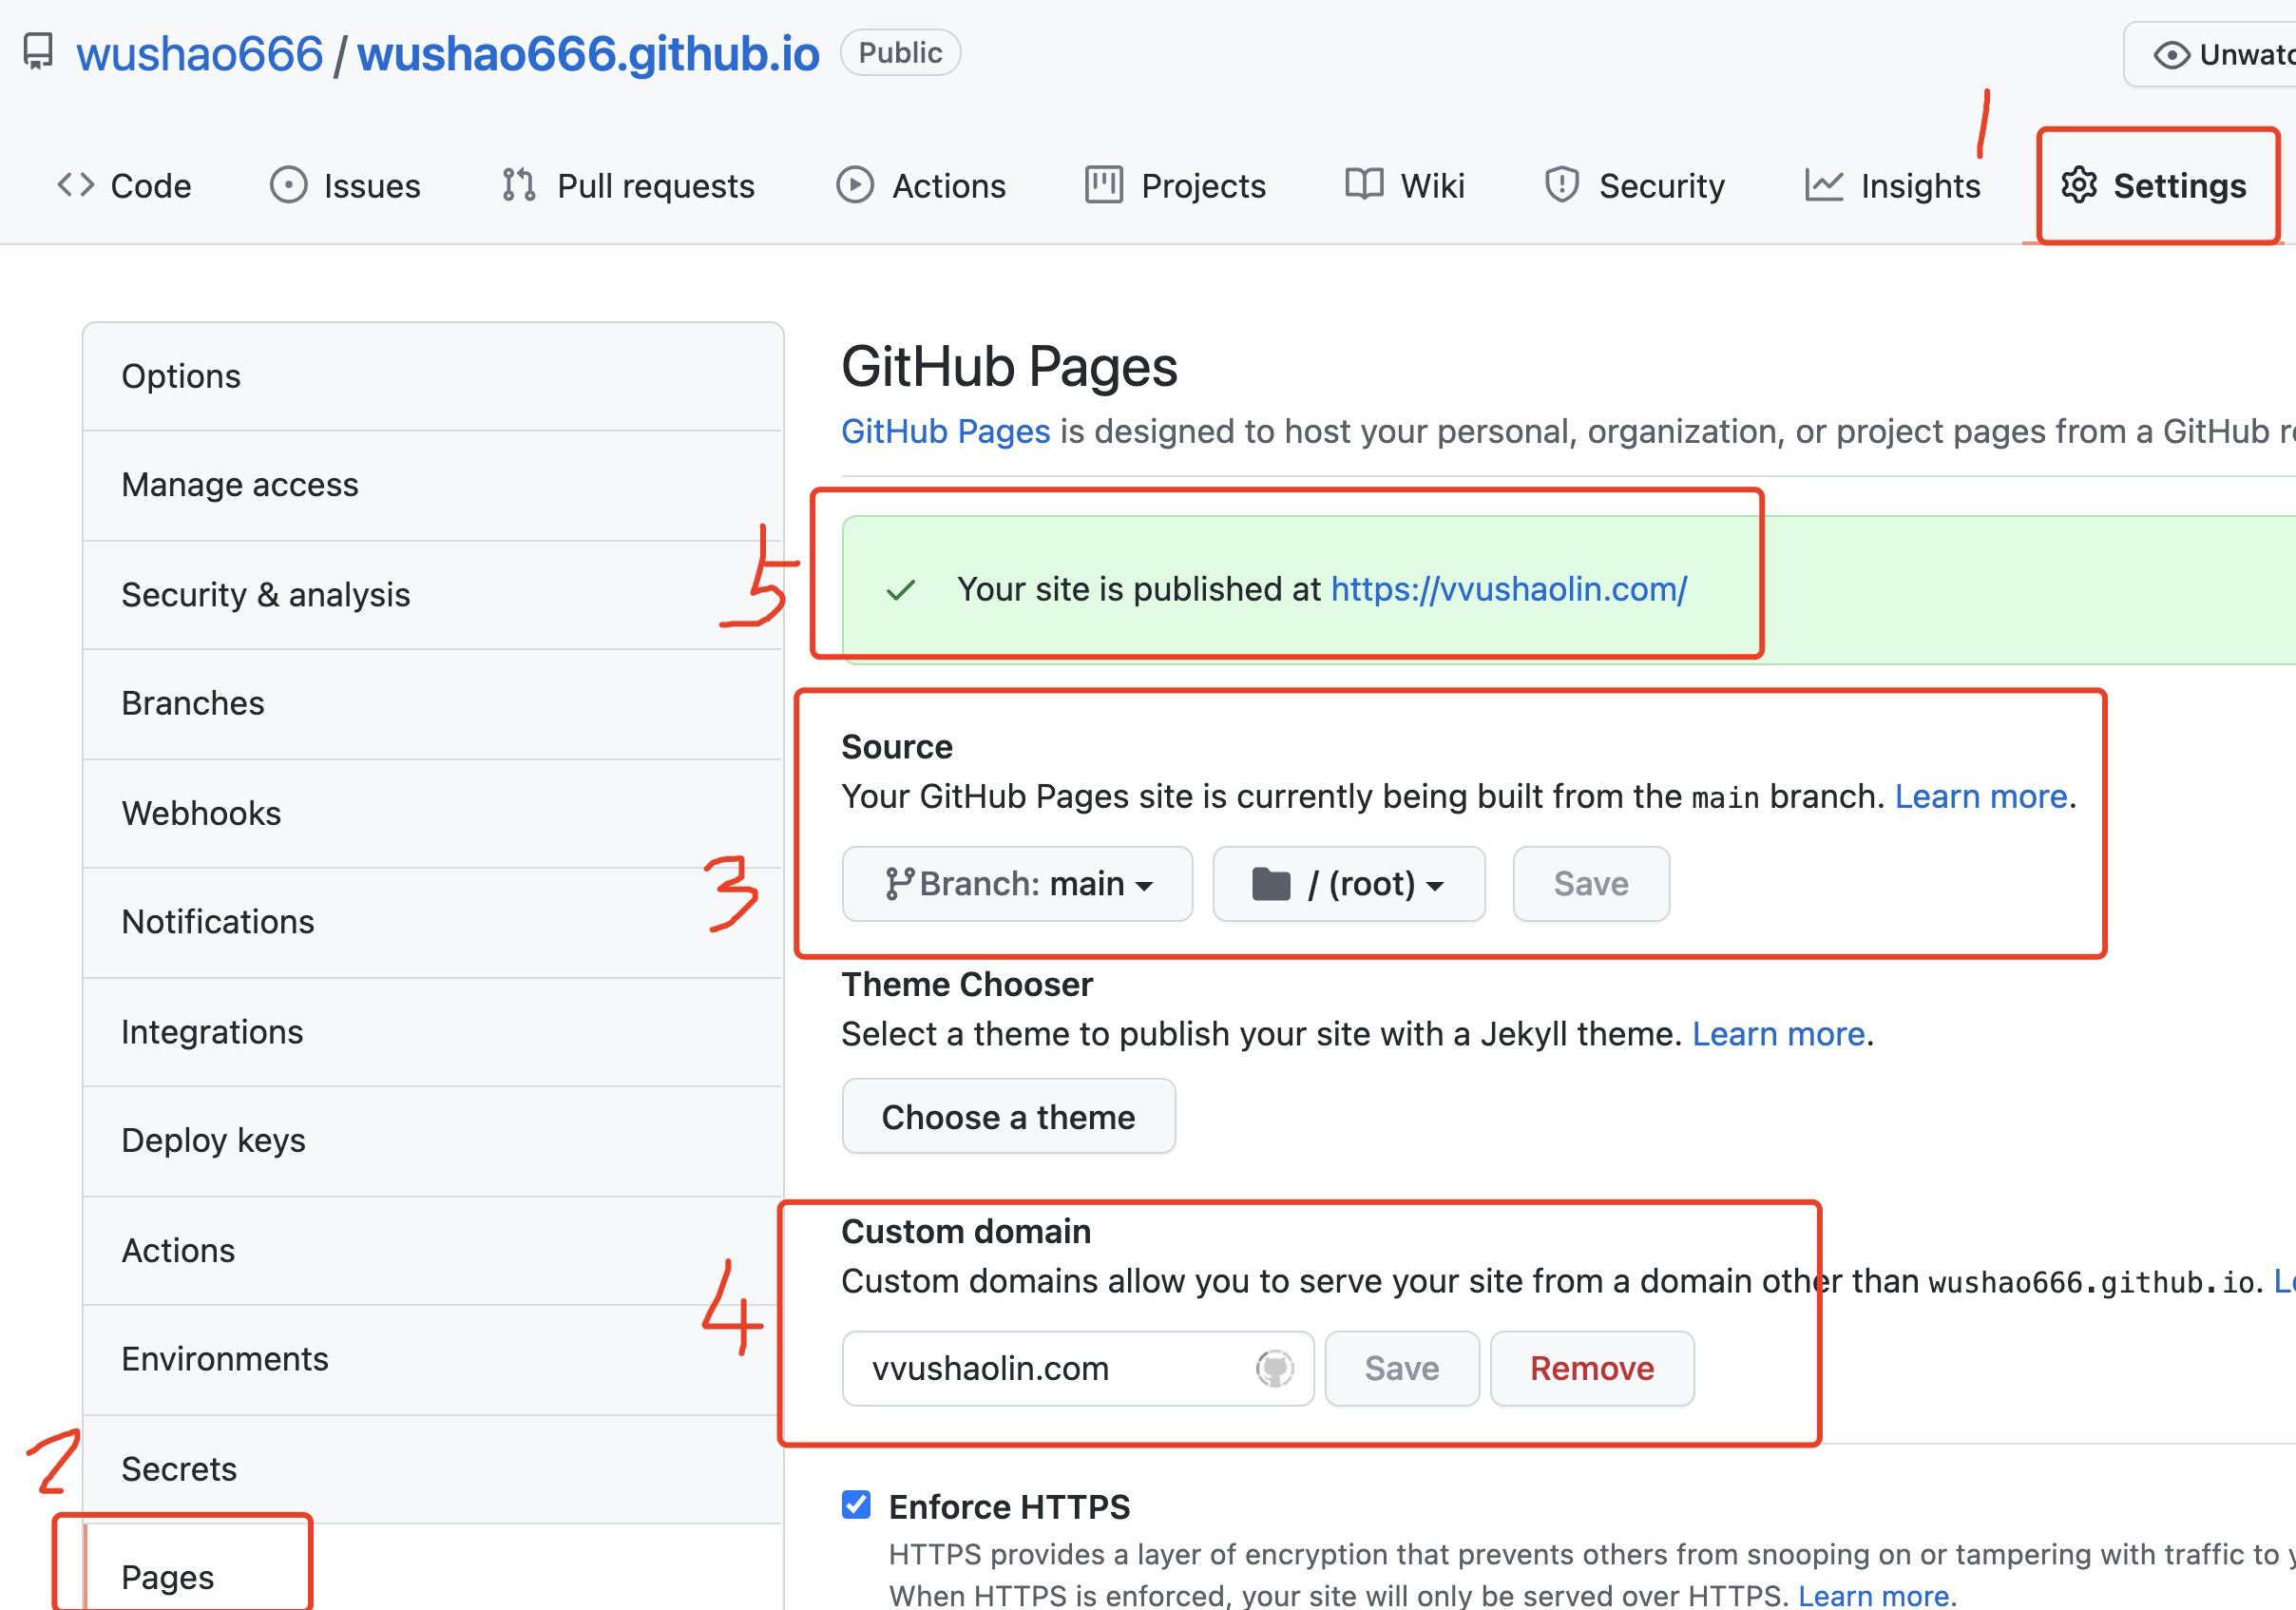 wushao666 / wushao666.github.io Public
1
Code Issues Pull requests Actions Projects Wiki Security Insights Settings
Options
Manage access
Security & analysis
Branches
Webhooks
Notifications
Integrations
Deploy keys
Actions
Environments
2
Secrets
Pages
GitHub Pages
GitHub Pages is designed to host your personal, organization, or project pages from a GitHub
5
Your site is published at https://vvushaolin.com/
3
Source
Your GitHub Pages site is currently being built from the main branch. Learn more.
Branch: main / (root) Save
Theme Chooser
Select a theme to publish your site with a Jekyll theme. Learn more.
Choose a theme
4
Custom domain
Custom domains allow you to serve your site from a domain other than wushao666.github.io.
vvushaolin.com Save Remove
Enforce HTTPS
HTTPS provides a layer of encryption that prevents others from snooping on or tampering with traffic to
When HTTPS is enforced, your site will only be served over HTTPS. Learn more.